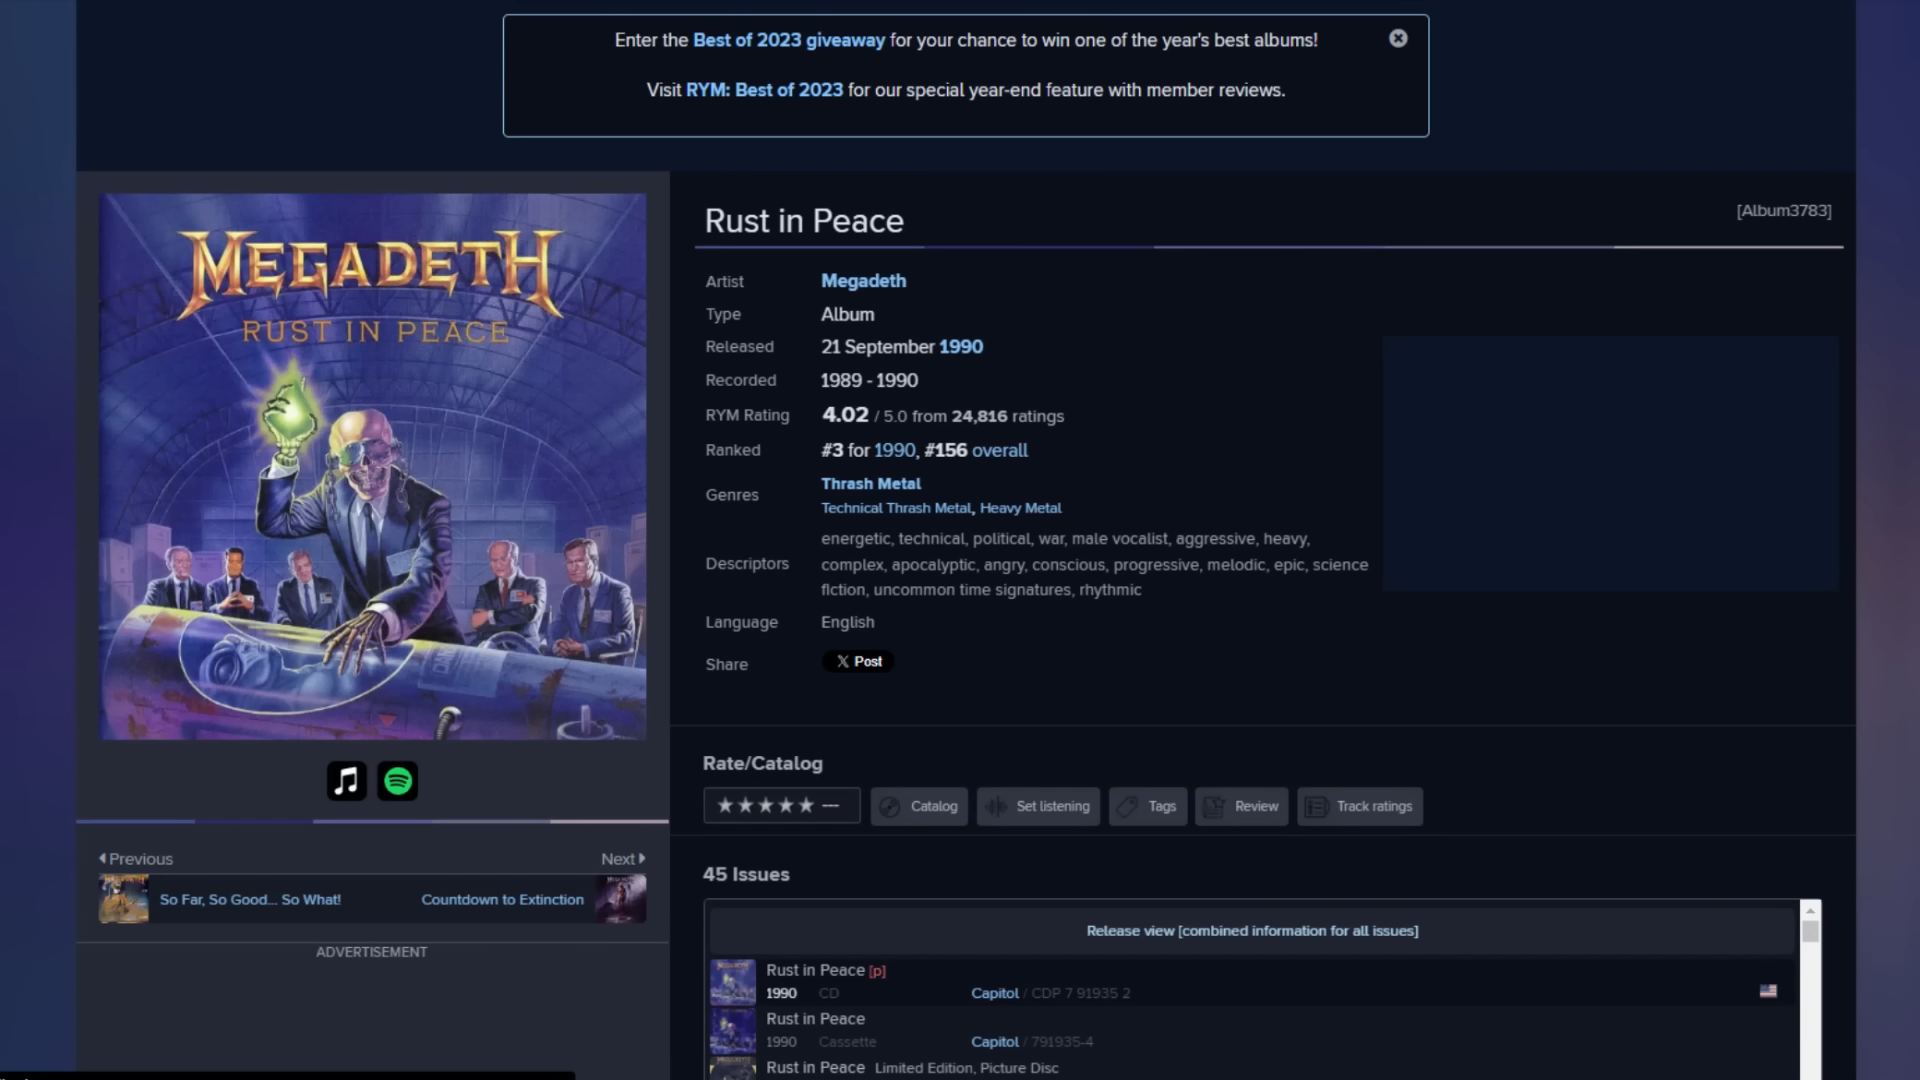 Enter the Best of 2023 giveaway for your chance to win one of the year's best albums!
Visit RYM: Best of 2023 for our special year-end feature with member reviews.
MEGADETH
RUST IN PEACE
Rust in Peace
[Album3783]
Artist Megadeth
Type Album
Released 21 September 1990
Recorded 1989 - 1990
RYM Rating 4.02 / 5.0 from 24,816 ratings
Ranked #3 for 1990, #156 overall
Genres Thrash Metal
Technical Thrash Metal, Heavy Metal
Descriptors energetic, technical, political, war, male vocalist, aggressive, heavy,
complex, apocalyptic, angry, conscious, progressive, melodic, epic, science
fiction, uncommon time signatures, rhythmic
Language English
Share X Post
Rate/Catalog
Catalog Set listening Tags Review Track ratings
Previous Next
So Far, So Good... So What! Countdown to Extinction
ADVERTISEMENT
45 Issues
Release view [combined information for all issues]
Rust in Peace [p]
1990 CD Capitol / CDP 7 91935 2
Rust in Peace
1990 Cassette Capitol / 791935-4
Rust in Peace Limited Edition, Picture Disc